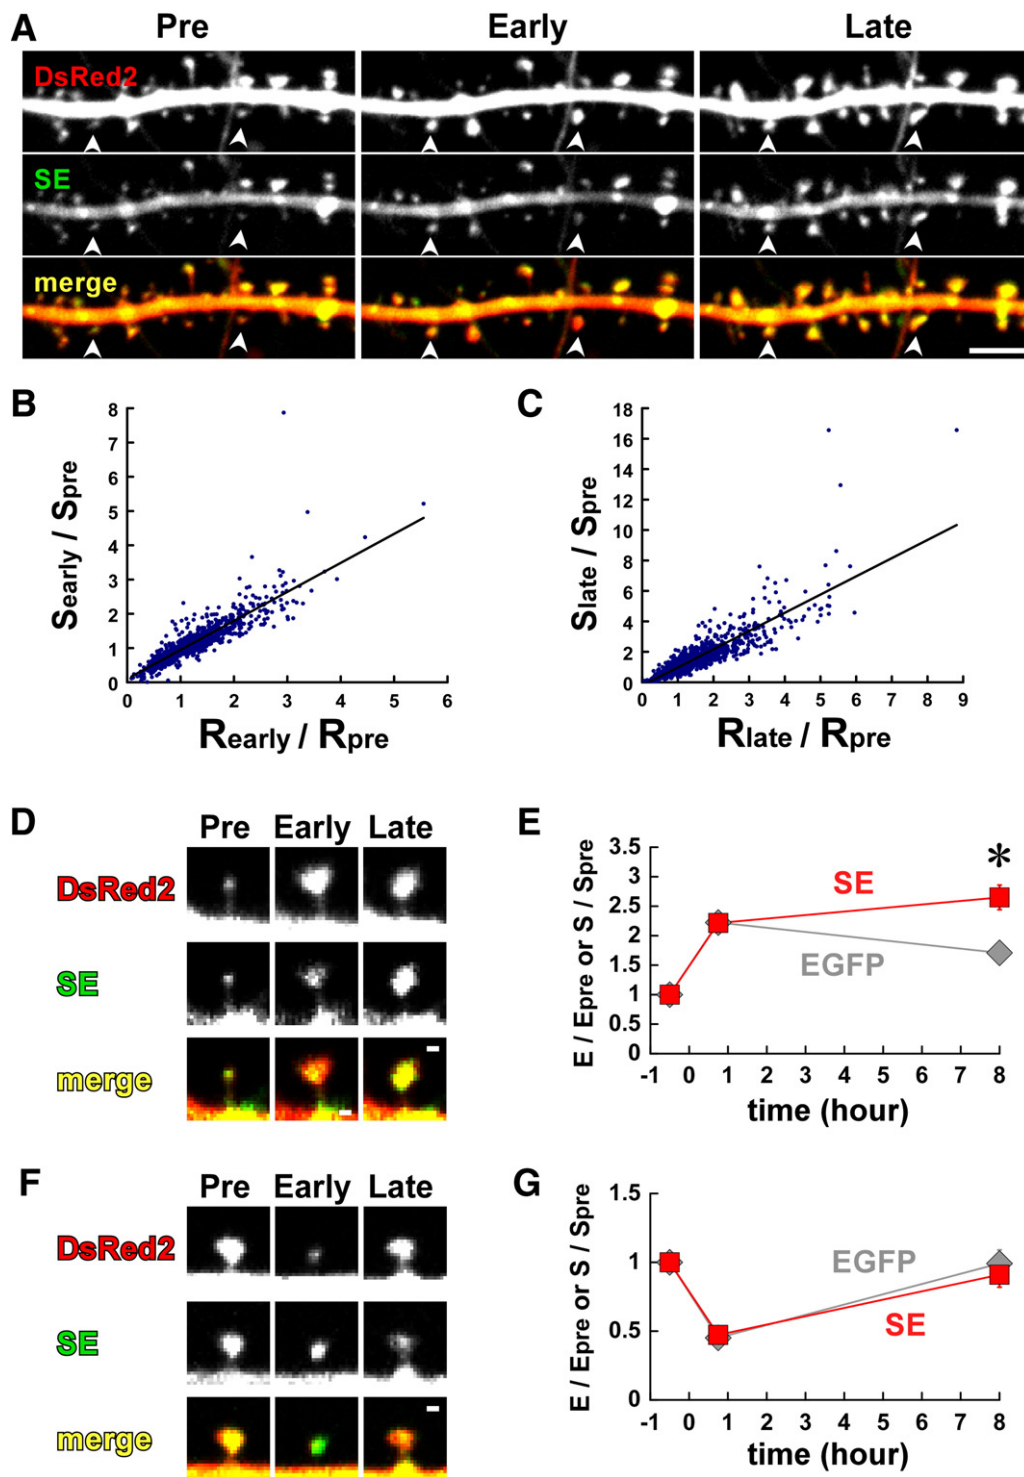 A
Pre Early Late
DsRed2
SE
merge
B
8
7
6
5
4
3
2
1
0
Searly / Spre
0 1 2 3 4 5 6
Rearly / Rpre
C
18
16
14
12
10
8
6
4
2
0
Slate / Spre
0 1 2 3 4 5 6 7 8 9
Rlate / Rpre
D
Pre Early Late
DsRed2
SE
merge
E
3.5
3
2.5
2
1.5
1
0.5
0
E / Epre or S / Spre
SE
EGFP
*
-1 0 1 2 3 4 5 6 7 8
time (hour)
F
Pre Early Late
DsRed2
SE
merge
G
1.5
1
0.5
0
E / Epre or S / Spre
EGFP
SE
-1 0 1 2 3 4 5 6 7 8
time (hour)